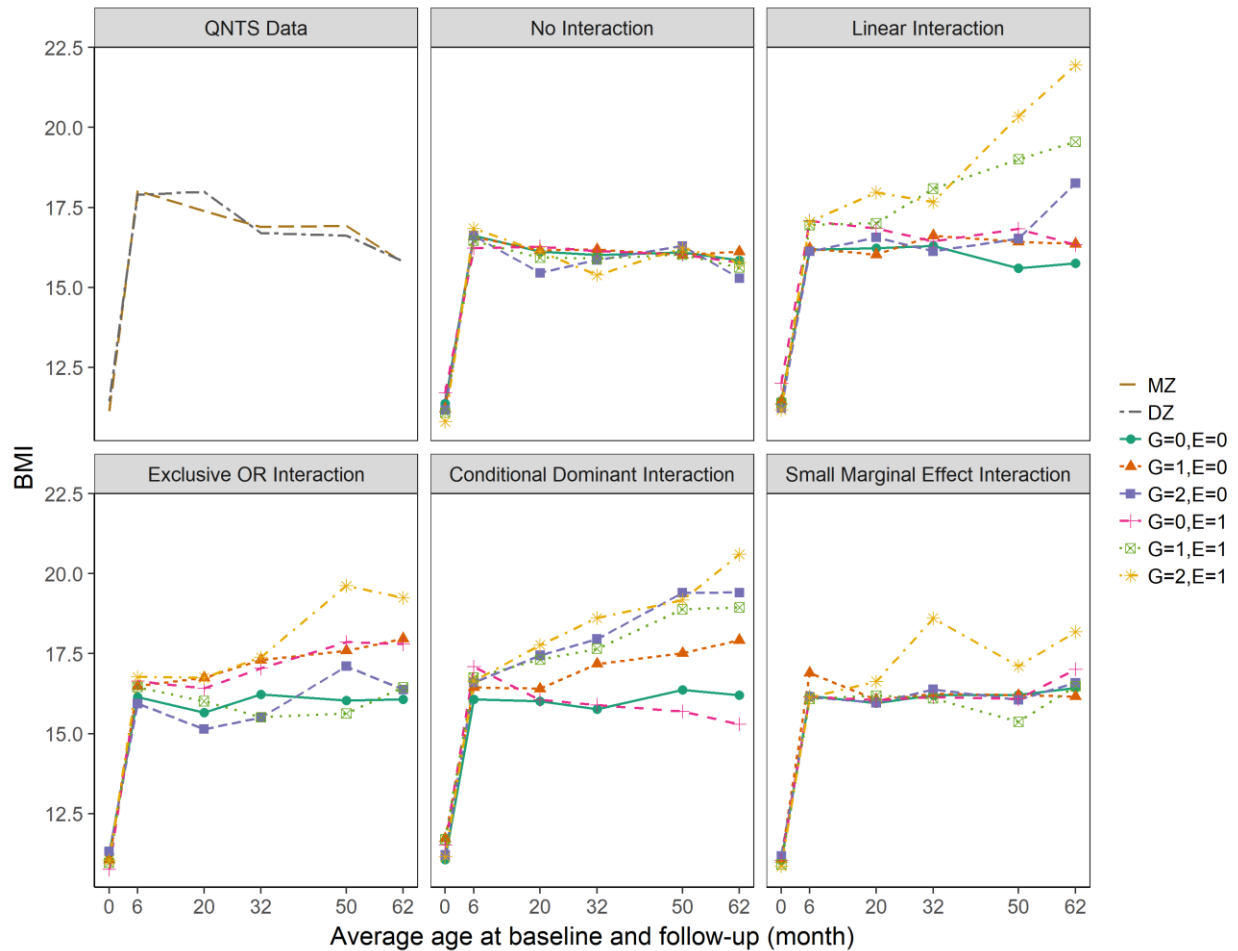 QNTS Data
No Interaction
Linear Interaction
22.5
20.0
17.5
15.0
12.5
BMI
Exclusive OR Interaction
Conditional Dominant Interaction
Small Marginal Effect Interaction
22.5
20.0
17.5
15.0
12.5
0 6 20 32 50 62
0 6 20 32 50 62
0 6 20 32 50 62
Average age at baseline and follow-up (month)
MZ
DZ
G=0,E=0
G=1,E=0
G=2,E=0
G=0,E=1
G=1,E=1
G=2,E=1